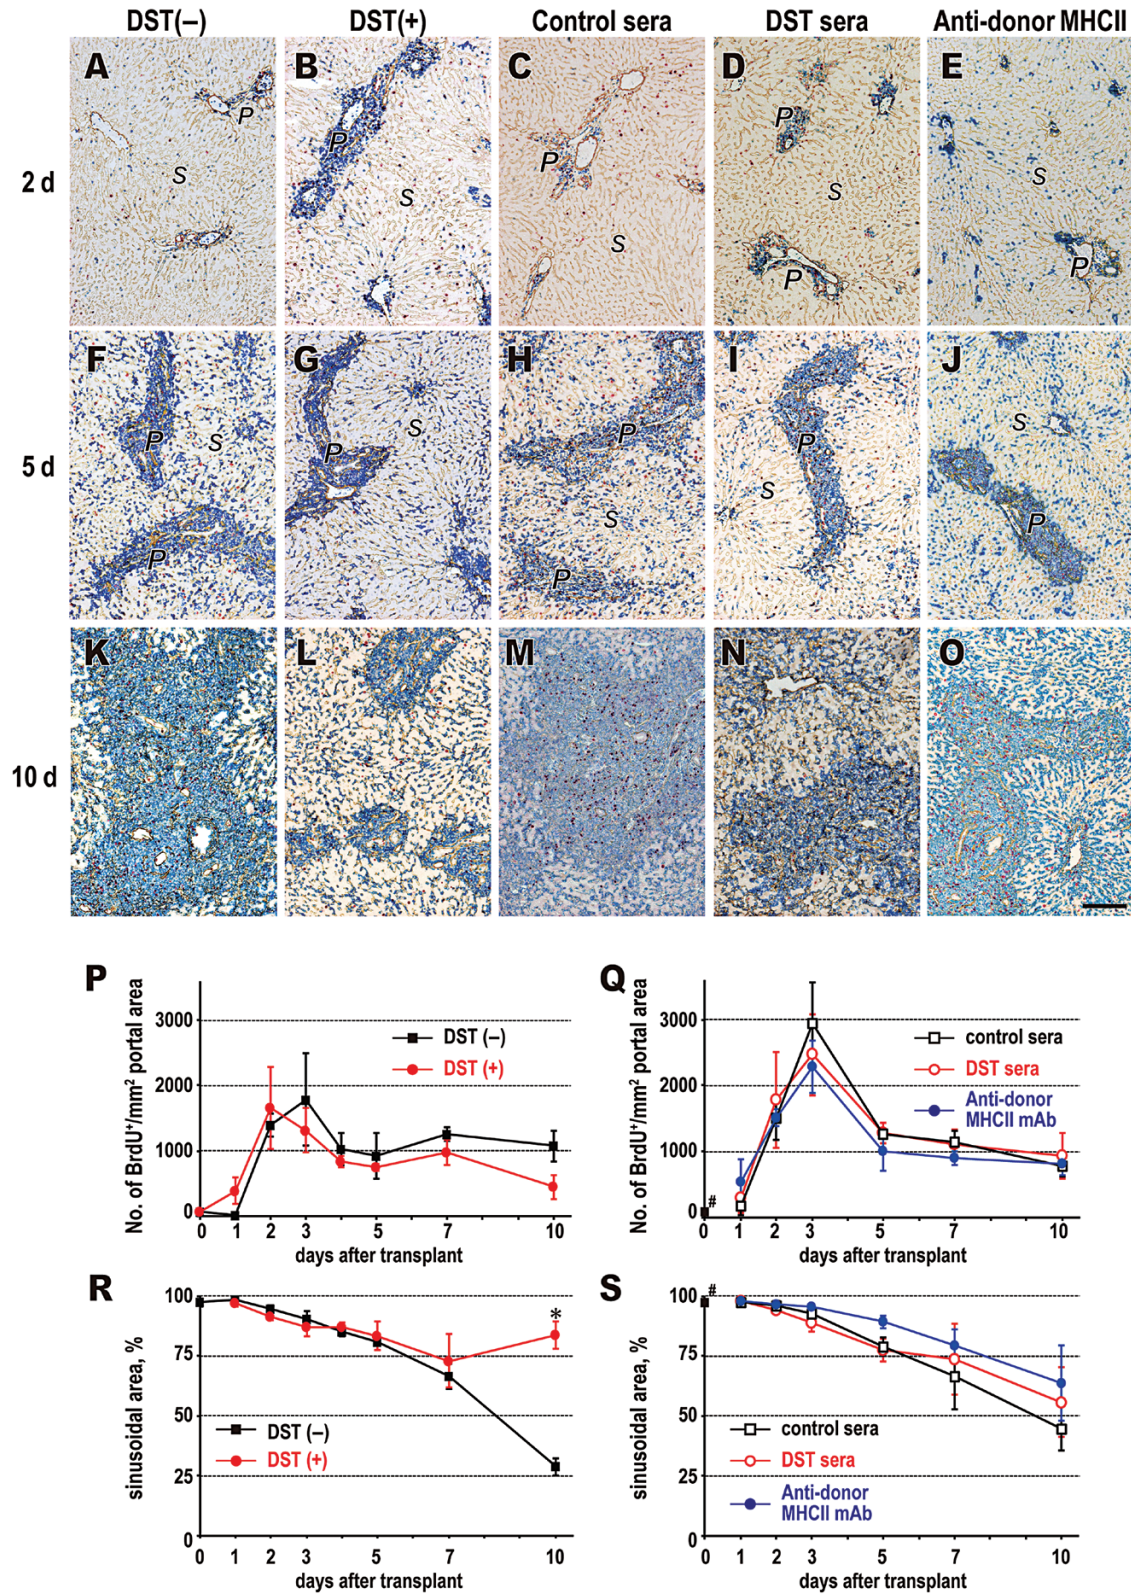 DST(–) DST(+) Control sera DST sera Anti-donor MHCII
2 d
A P S
B P S
C P S
D P S
E S P
5 d
F P S P
G S P
H P S P
I P S
J S P
10 d
K
L
M
N
O
P
No. of BrdU⁺/mm² portal area
3000
2000
1000
0
DST (–)
DST (+)
0 1 2 3 4 5 7 10
days after transplant
Q
No. of BrdU⁺/mm² portal area
3000
2000
1000
0
#
control sera
DST sera
Anti-donor
MHCII mAb
0 1 2 3 5 7 10
days after transplant
R
sinusoidal area, %
100
75
50
25
0
*
DST (–)
DST (+)
0 1 2 3 5 7 10
days after transplant
S
sinusoidal area, %
100
75
50
25
0
#
control sera
DST sera
Anti-donor
MHCII mAb
0 1 2 3 5 7 10
days after transplant